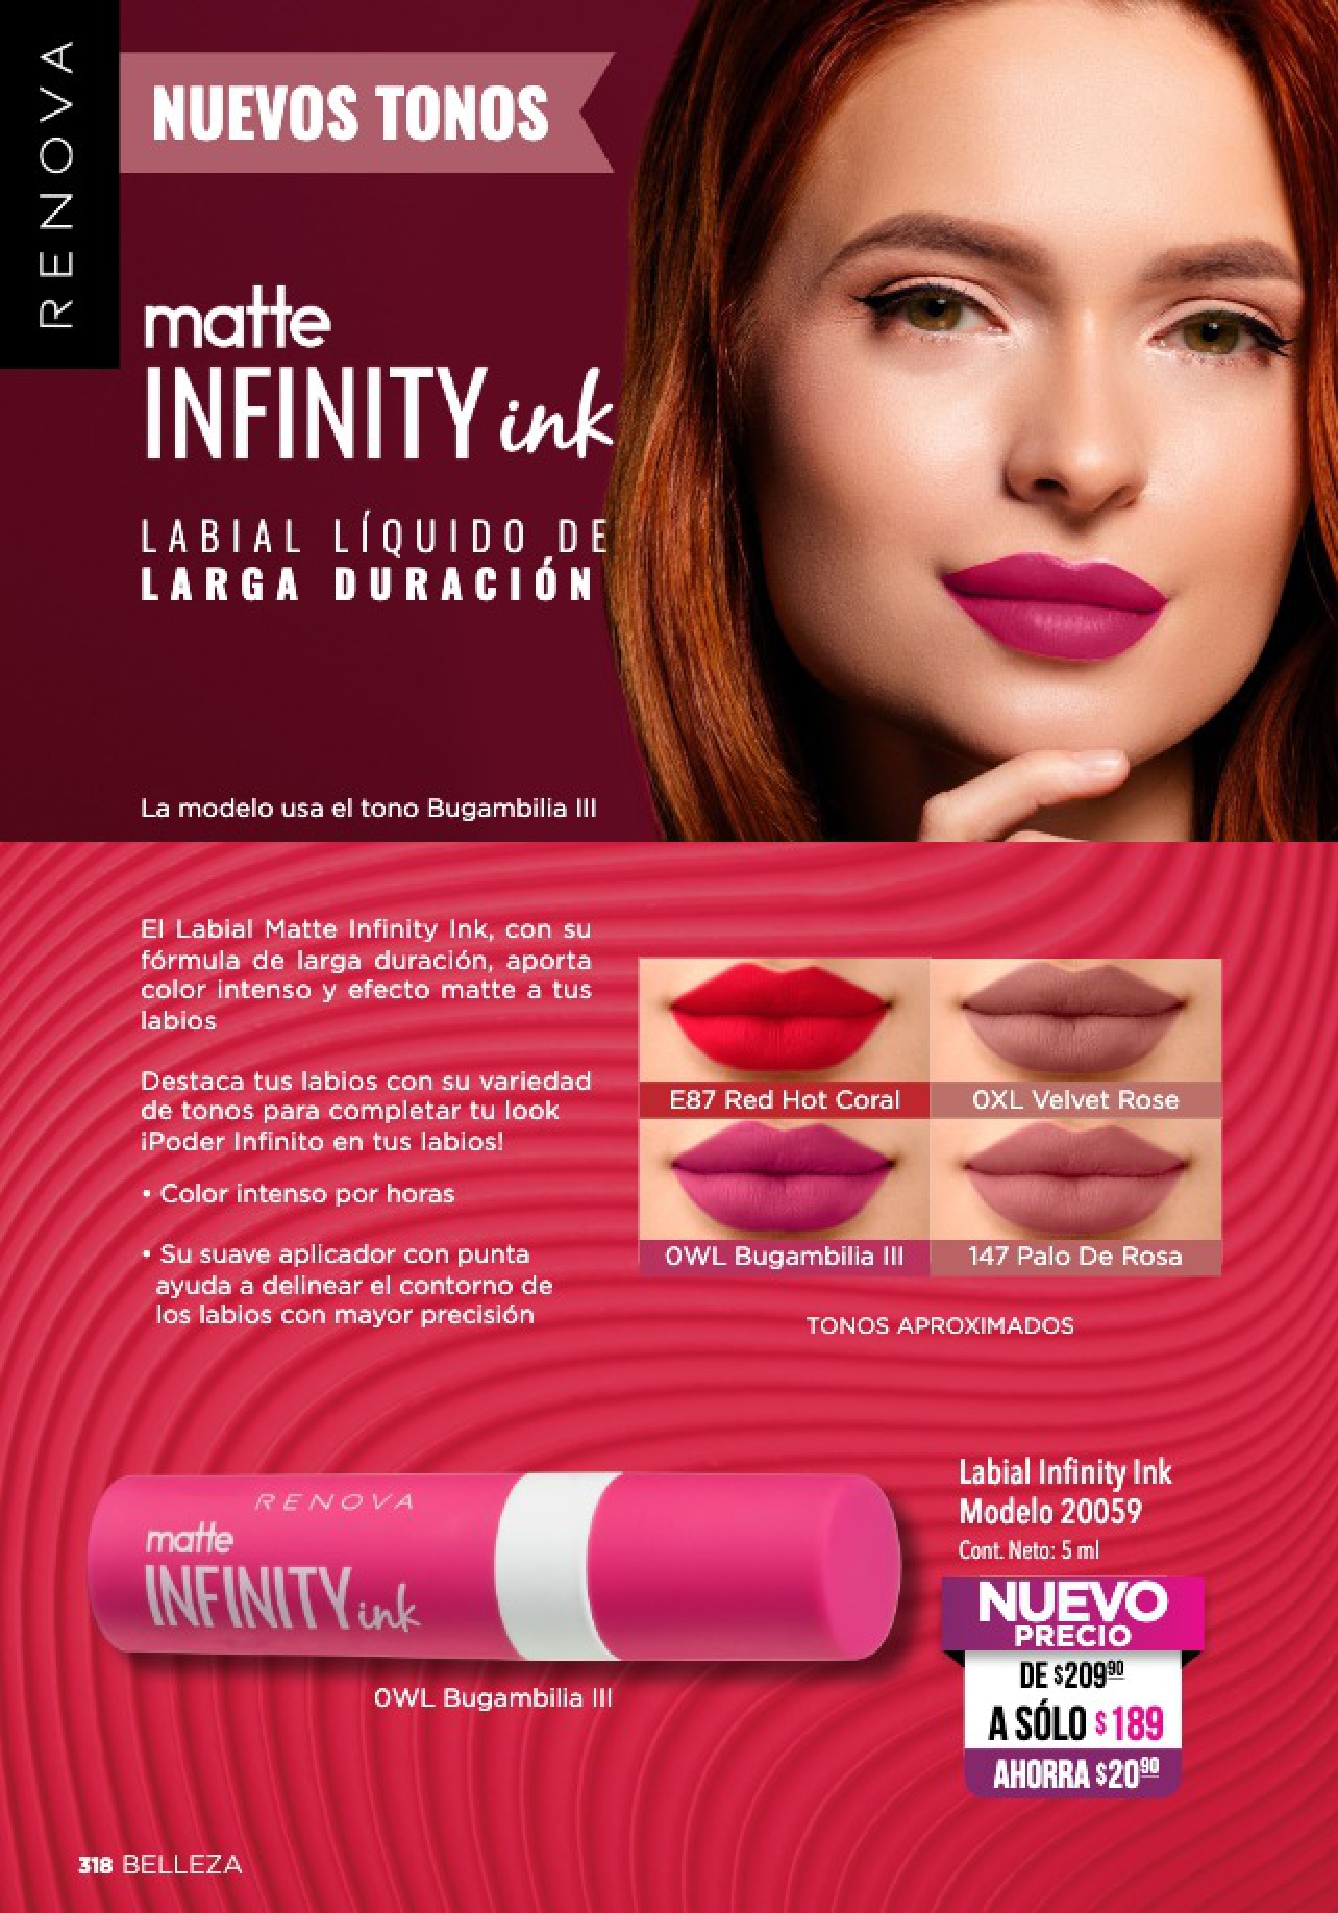 RENOVA
NUEVOS TONOS
matte
INFINITY ink
LABIAL LÍQUIDO DE
LARGA DURACIÓN
La modelo usa el tono Bugambilia III
El Labial Matte Infinity Ink, con su
fórmula de larga duración, aporta
color intenso y efecto matte a tus
labios
Destaca tus labios con su variedad
de tonos para completar tu look
¡Poder Infinito en tus labios!
• Color intenso por horas
• Su suave aplicador con punta
ayuda a delinear el contorno de
los labios con mayor precisión
E87 Red Hot Coral
0XL Velvet Rose
0WL Bugambilia III
147 Palo De Rosa
TONOS APROXIMADOS
RENOVA
matte
INFINITY ink
0WL Bugambilia III
Labial Infinity Ink
Modelo 20059
Cont. Neto: 5 ml
NUEVO
PRECIO
DE $20990
A SÓLO $189
AHORRA $2090
318 BELLEZA